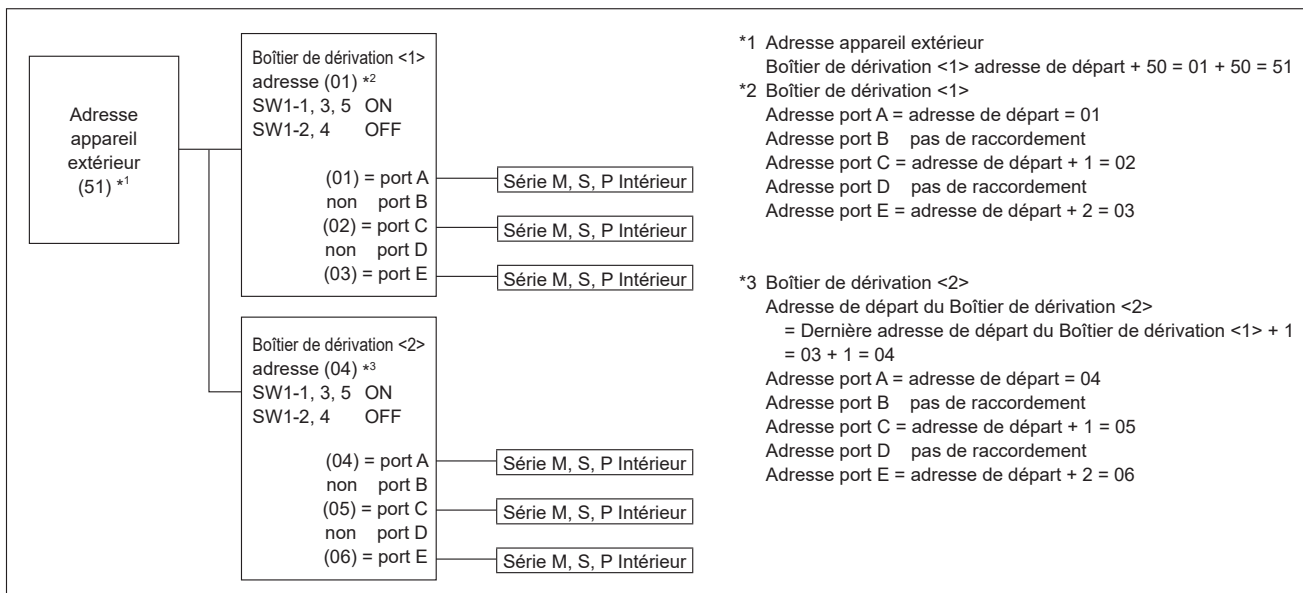 Adresse
appareil
extérieur
(51) *1
Boîtier de dérivation <1>
adresse (01) *2
SW1-1, 3, 5 ON
SW1-2, 4 OFF
(01) = port A
non port B
(02) = port C
non port D
(03) = port E
Série M, S, P Intérieur
Série M, S, P Intérieur
Série M, S, P Intérieur
Boîtier de dérivation <2>
adresse (04) *3
SW1-1, 3, 5 ON
SW1-2, 4 OFF
(04) = port A
non port B
(05) = port C
non port D
(06) = port E
Série M, S, P Intérieur
Série M, S, P Intérieur
Série M, S, P Intérieur
*1 Adresse appareil extérieur
Boîtier de dérivation <1> adresse de départ + 50 = 01 + 50 = 51
*2 Boîtier de dérivation <1>
Adresse port A = adresse de départ = 01
Adresse port B pas de raccordement
Adresse port C = adresse de départ + 1 = 02
Adresse port D pas de raccordement
Adresse port E = adresse de départ + 2 = 03
*3 Boîtier de dérivation <2>
Adresse de départ du Boîtier de dérivation <2>
= Dernière adresse de départ du Boîtier de dérivation <1> + 1
= 03 + 1 = 04
Adresse port A = adresse de départ = 04
Adresse port B pas de raccordement
Adresse port C = adresse de départ + 1 = 05
Adresse port D pas de raccordement
Adresse port E = adresse de départ + 2 = 06